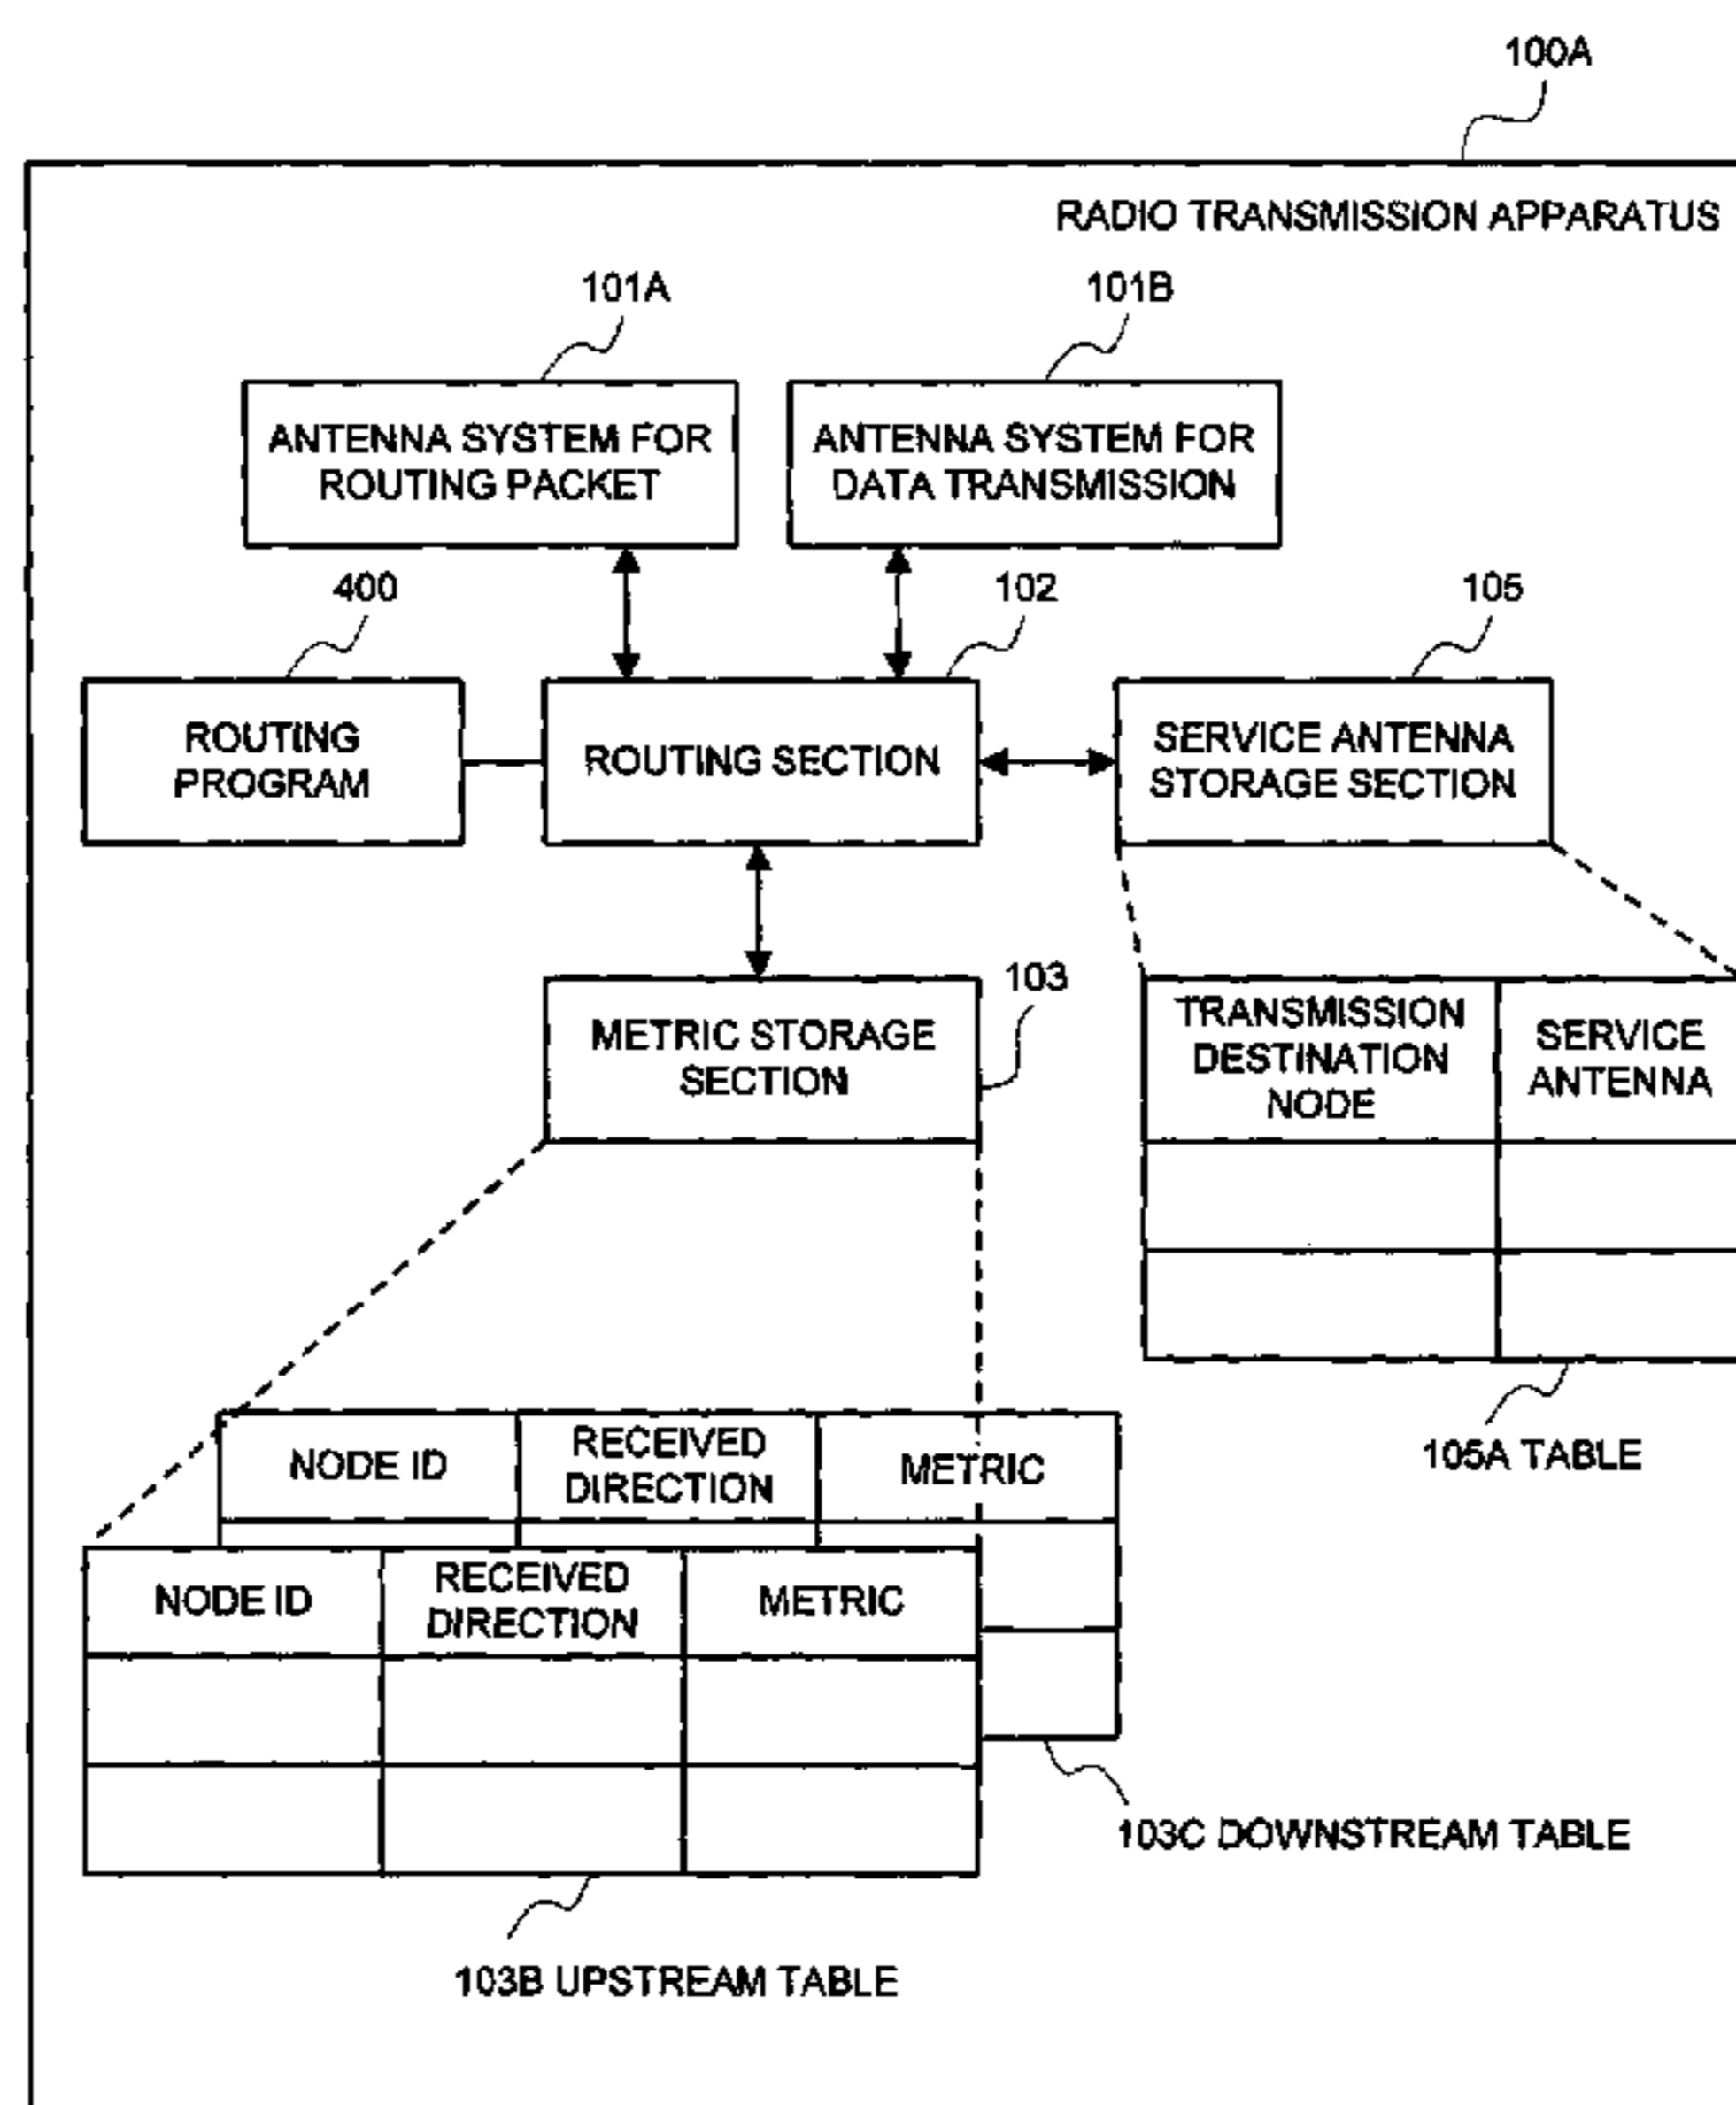 100A
RADIO TRANSMISSION APPARATUS
101A
101B
ANTENNA SYSTEM FOR
ROUTING PACKET
ANTENNA SYSTEM FOR
DATA TRANSMISSION
400
102
105
ROUTING
PROGRAM
ROUTING SECTION
SERVICE ANTENNA
STORAGE SECTION
103
METRIC STORAGE
SECTION
TRANSMISSION
DESTINATION
NODE
SERVICE
ANTENNA
105A TABLE
NODE ID
RECEIVED
DIRECTION
METRIC
NODE ID
RECEIVED
DIRECTION
METRIC
103C DOWNSTREAM TABLE
103B UPSTREAM TABLE